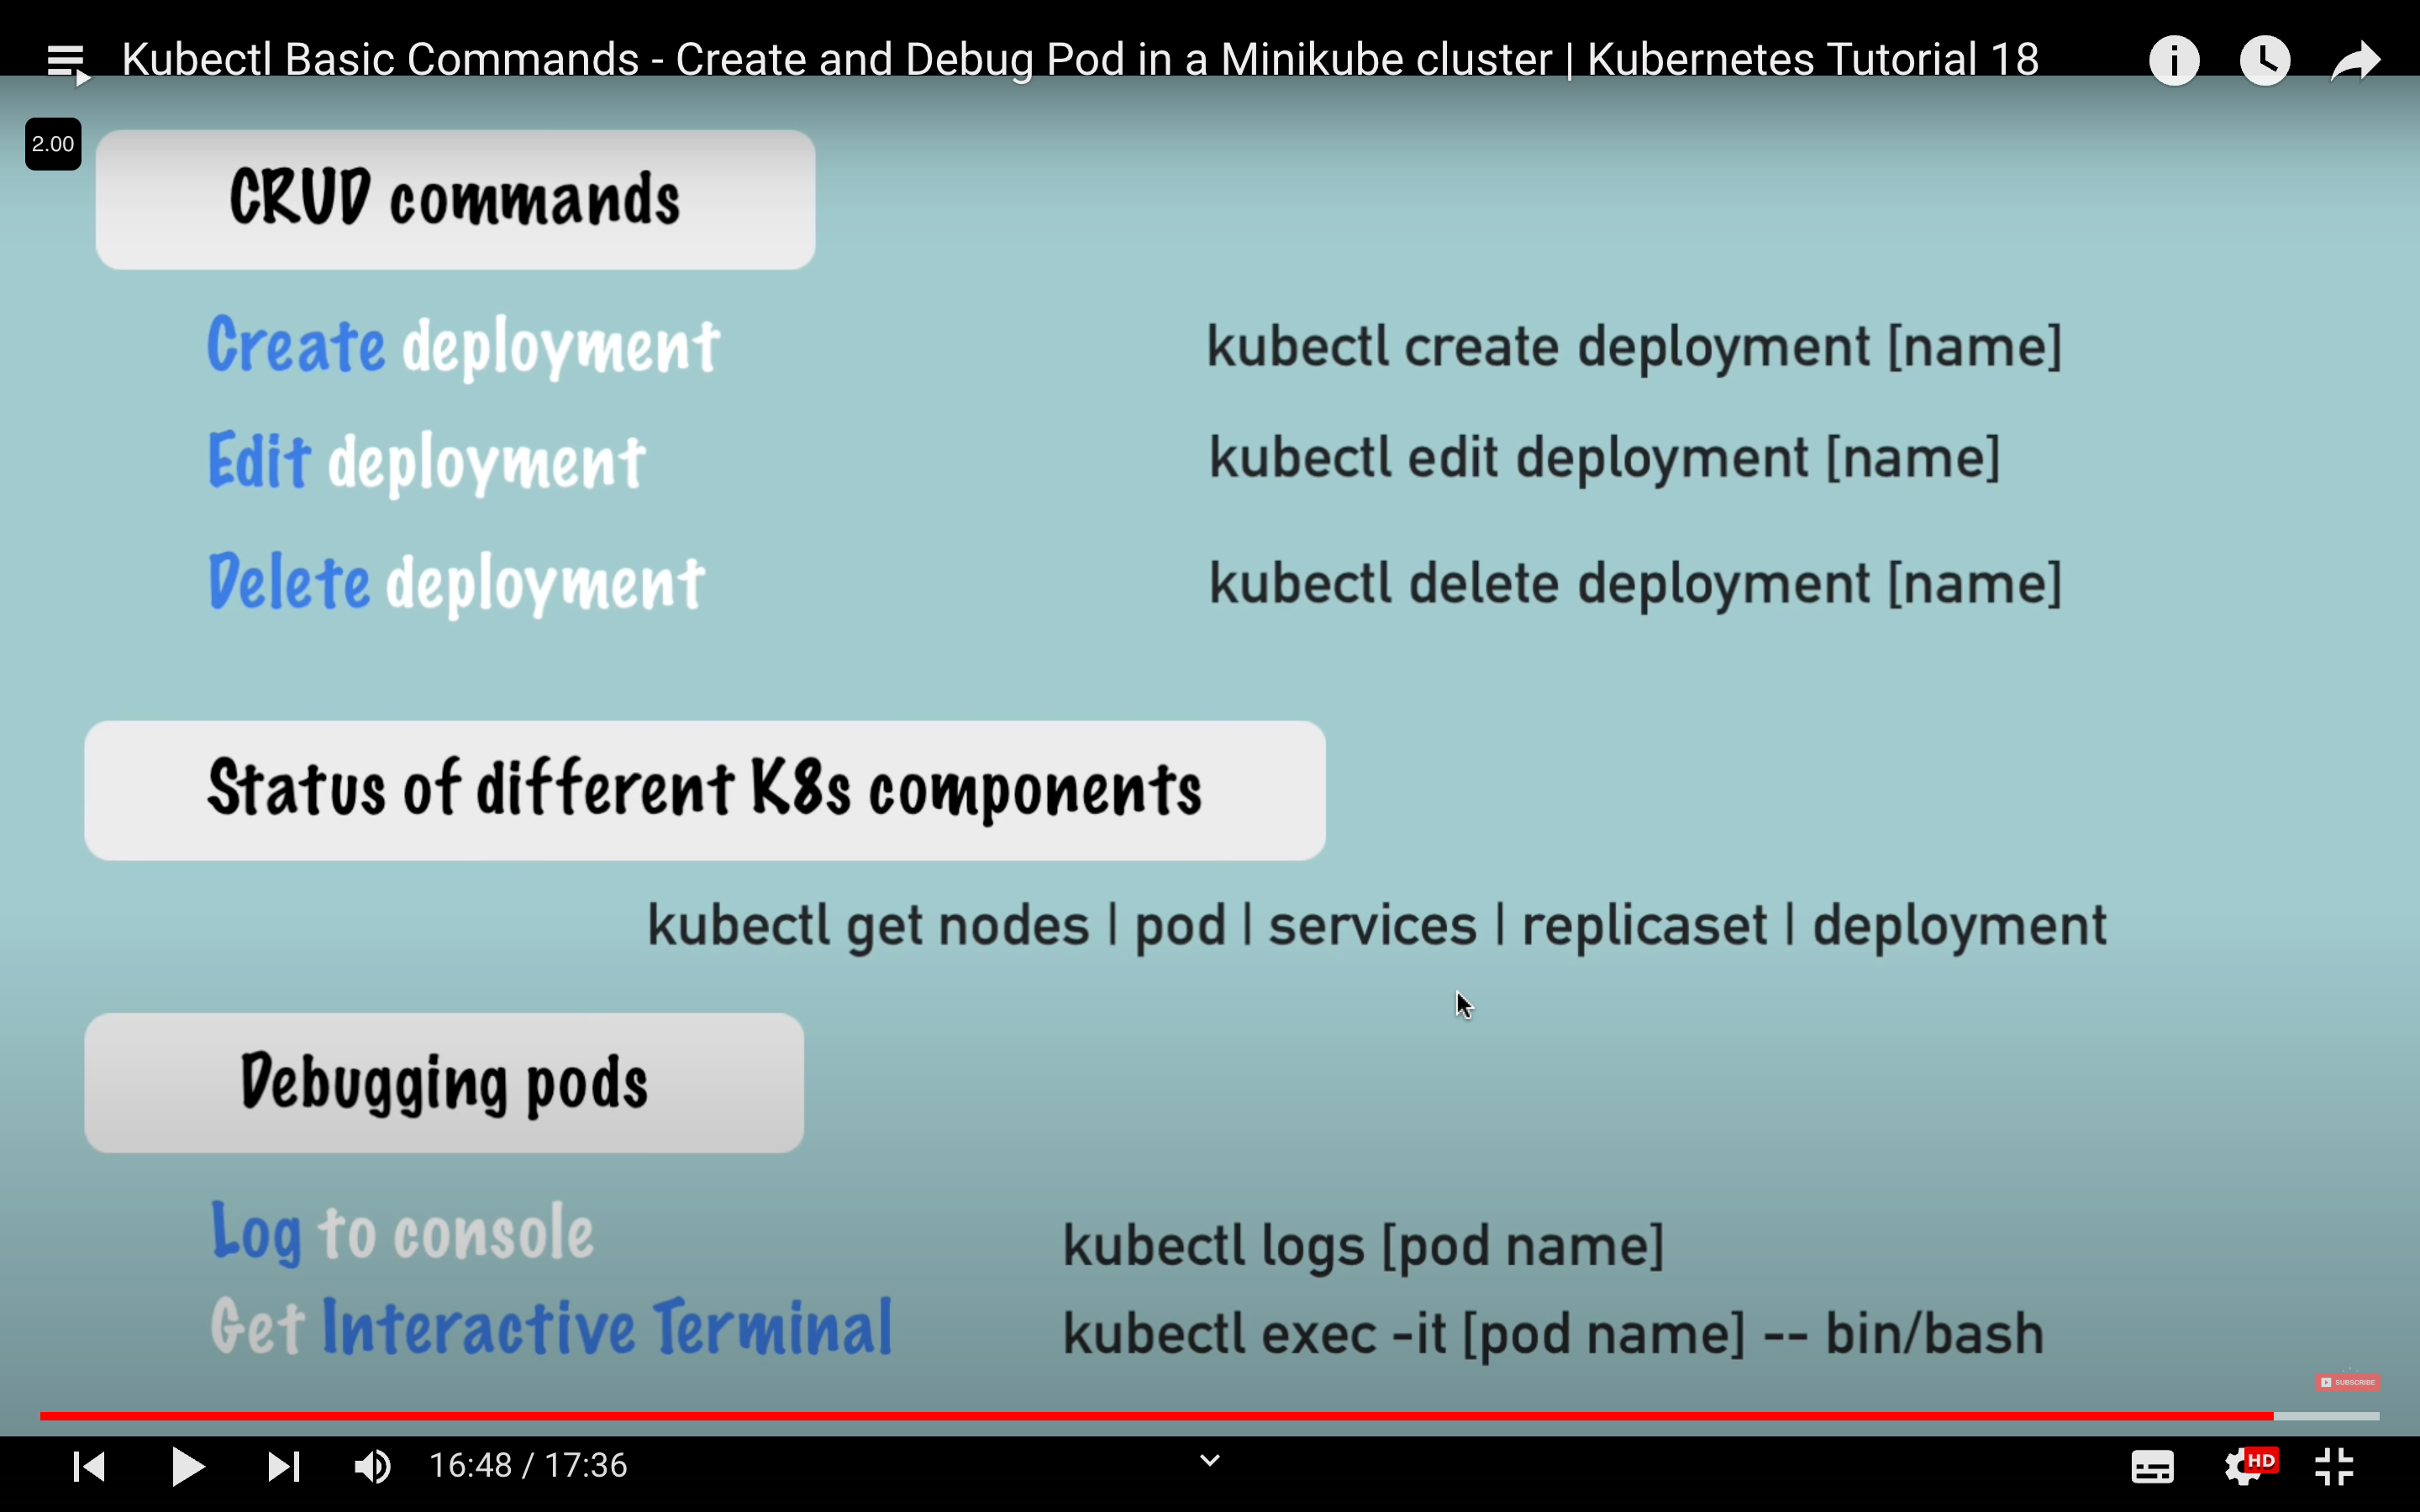 Kubectl Basic Commands - Create and Debug Pod in a Minikube cluster | Kubernetes Tutorial 18
2.00
CRUD commands
Create deployment
kubectl create deployment [name]
Edit deployment
kubectl edit deployment [name]
Delete deployment
kubectl delete deployment [name]
Status of different K8s components
kubectl get nodes | pod | services | replicaset | deployment
Debugging pods
Log to console
kubectl logs [pod name]
Get Interactive Terminal
kubectl exec -it [pod name] -- bin/bash
SUBSCRIBE
16:48 / 17:36
HD